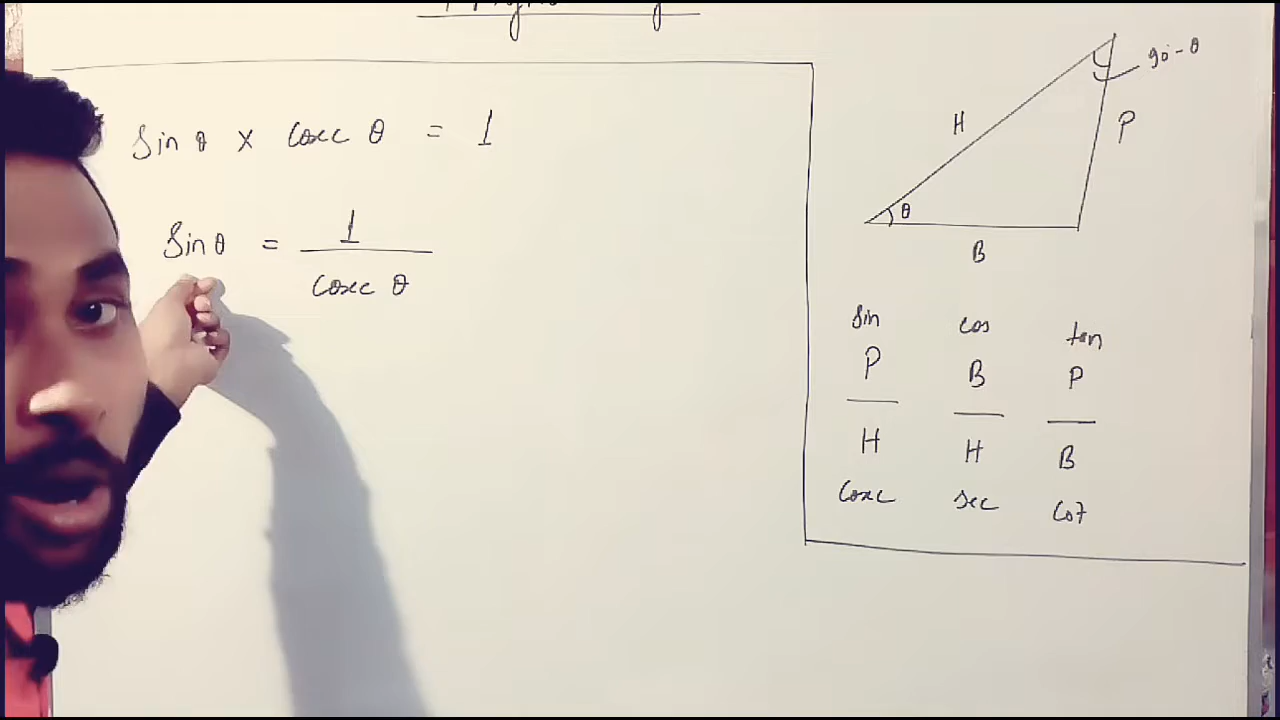 Sin θ × Cosec θ = 1
Sin θ = 1 / Cosec θ
90° - θ
H
P
θ
B
Sin Cos tan
P B P
H H B
Cosec Sec Cot